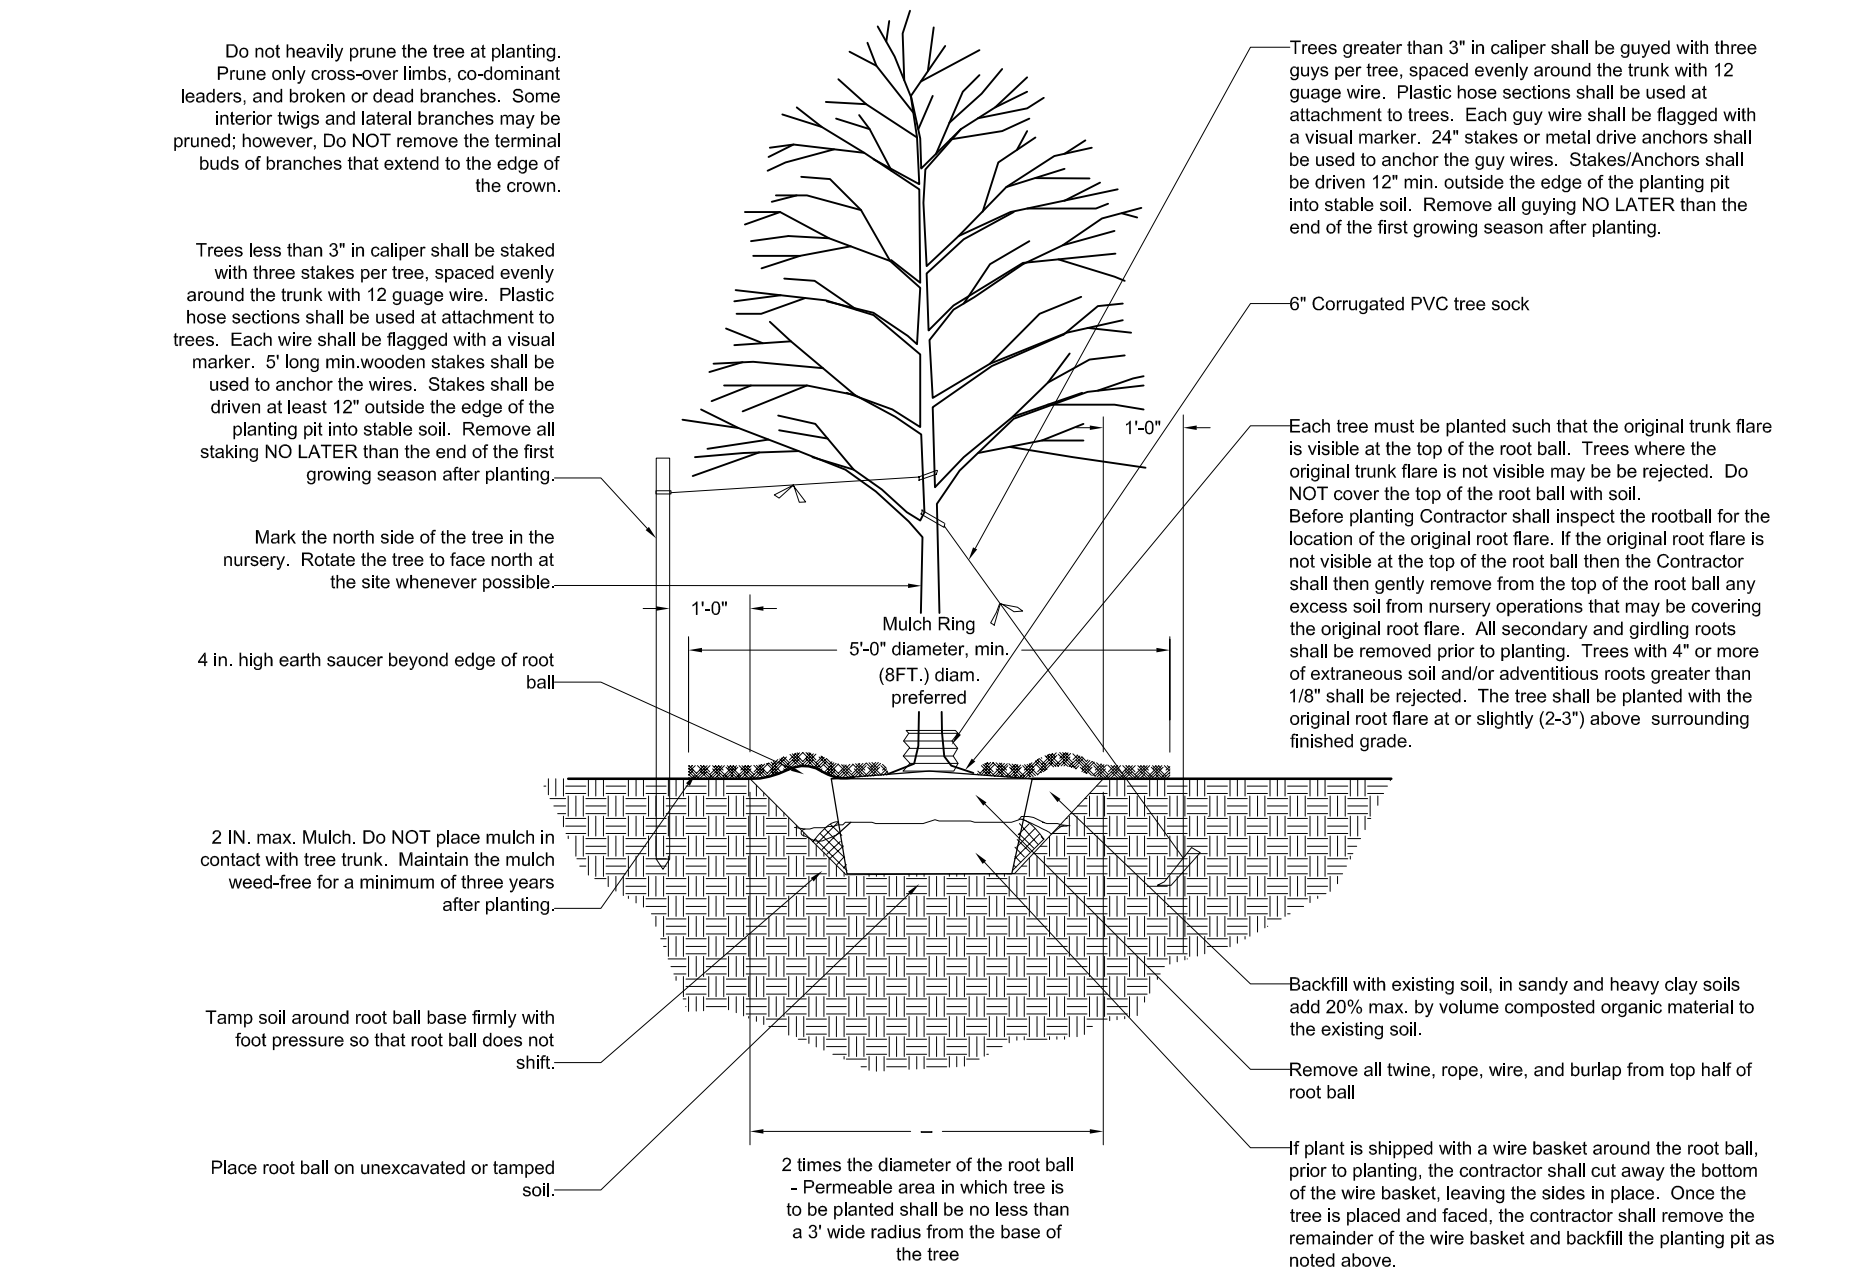 Do not heavily prune the tree at planting.
Prune only cross-over limbs, co-dominant
leaders, and broken or dead branches. Some
interior twigs and lateral branches may be
pruned; however, Do NOT remove the terminal
buds of branches that extend to the edge of
the crown.
Trees less than 3" in caliper shall be staked
with three stakes per tree, spaced evenly
around the trunk with 12 guage wire. Plastic
hose sections shall be used at attachment to
trees. Each wire shall be flagged with a visual
marker. 5' long min.wooden stakes shall be
used to anchor the wires. Stakes shall be
driven at least 12" outside the edge of the
planting pit into stable soil. Remove all
staking NO LATER than the end of the first
growing season after planting.
Mark the north side of the tree in the
nursery. Rotate the tree to face north at
the site whenever possible.
4 in. high earth saucer beyond edge of root
ball
2 IN. max. Mulch. Do NOT place mulch in
contact with tree trunk. Maintain the mulch
weed-free for a minimum of three years
after planting.
Tamp soil around root ball base firmly with
foot pressure so that root ball does not
shift.
Place root ball on unexcavated or tamped
soil.
1'-0"
1'-0"
Mulch Ring
5'-0" diameter, min.
(8FT.) diam.
preferred
2 times the diameter of the root ball
- Permeable area in which tree is
to be planted shall be no less than
a 3' wide radius from the base of
the tree
Trees greater than 3" in caliper shall be guyed with three
guys per tree, spaced evenly around the trunk with 12
guage wire. Plastic hose sections shall be used at
attachment to trees. Each guy wire shall be flagged with
a visual marker. 24" stakes or metal drive anchors shall
be used to anchor the guy wires. Stakes/Anchors shall
be driven 12" min. outside the edge of the planting pit
into stable soil. Remove all guying NO LATER than the
end of the first growing season after planting.
6" Corrugated PVC tree sock
Each tree must be planted such that the original trunk flare
is visible at the top of the root ball. Trees where the
original trunk flare is not visible may be be rejected. Do
NOT cover the top of the root ball with soil.
Before planting Contractor shall inspect the rootball for the
location of the original root flare. If the original root flare is
not visible at the top of the root ball then the Contractor
shall then gently remove from the top of the root ball any
excess soil from nursery operations that may be covering
the original root flare. All secondary and girdling roots
shall be removed prior to planting. Trees with 4" or more
of extraneous soil and/or adventitious roots greater than
1/8" shall be rejected. The tree shall be planted with the
original root flare at or slightly (2-3") above surrounding
finished grade.
Backfill with existing soil, in sandy and heavy clay soils
add 20% max. by volume composted organic material to
the existing soil.
Remove all twine, rope, wire, and burlap from top half of
root ball
If plant is shipped with a wire basket around the root ball,
prior to planting, the contractor shall cut away the bottom
of the wire basket, leaving the sides in place. Once the
tree is placed and faced, the contractor shall remove the
remainder of the wire basket and backfill the planting pit as
noted above.